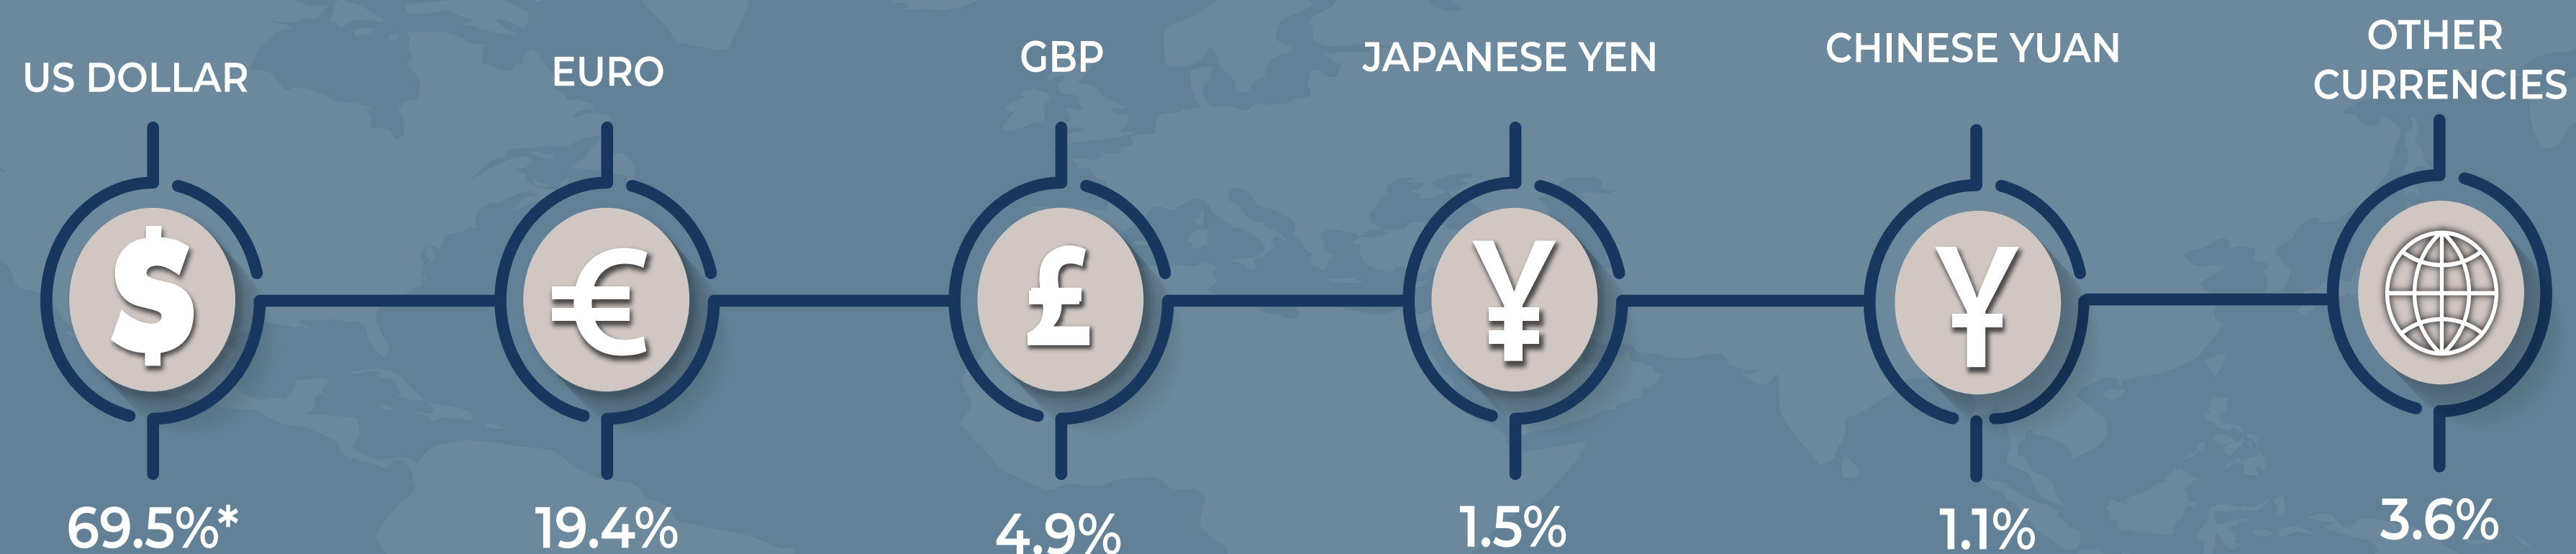 US DOLLAR
69.5%*
EURO
19.4%
GBP
4.9%
JAPANESE YEN
1.5%
CHINESE YUAN
1.1%
OTHER
CURRENCIES
3.6%
$
€
£
¥
Y